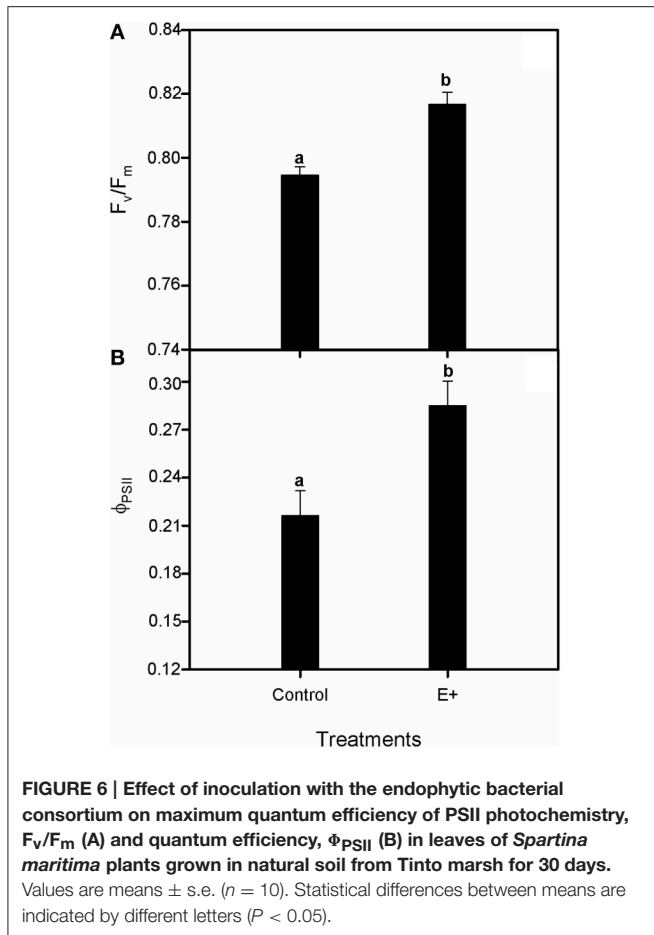 A
0.84
b
0.82
a
0.80
Fv/Fm
0.78
0.76
0.74
B
b
0.30
0.27
a
0.24
ϕPSII
0.21
0.18
0.15
0.12
Control E+
Treatments
FIGURE 6 | Effect of inoculation with the endophytic bacterial
consortium on maximum quantum efficiency of PSII photochemistry,
Fv/Fm (A) and quantum efficiency, ΦPSII (B) in leaves of Spartina
maritima plants grown in natural soil from Tinto marsh for 30 days.
Values are means ± s.e. (n = 10). Statistical differences between means are
indicated by different letters (P < 0.05).